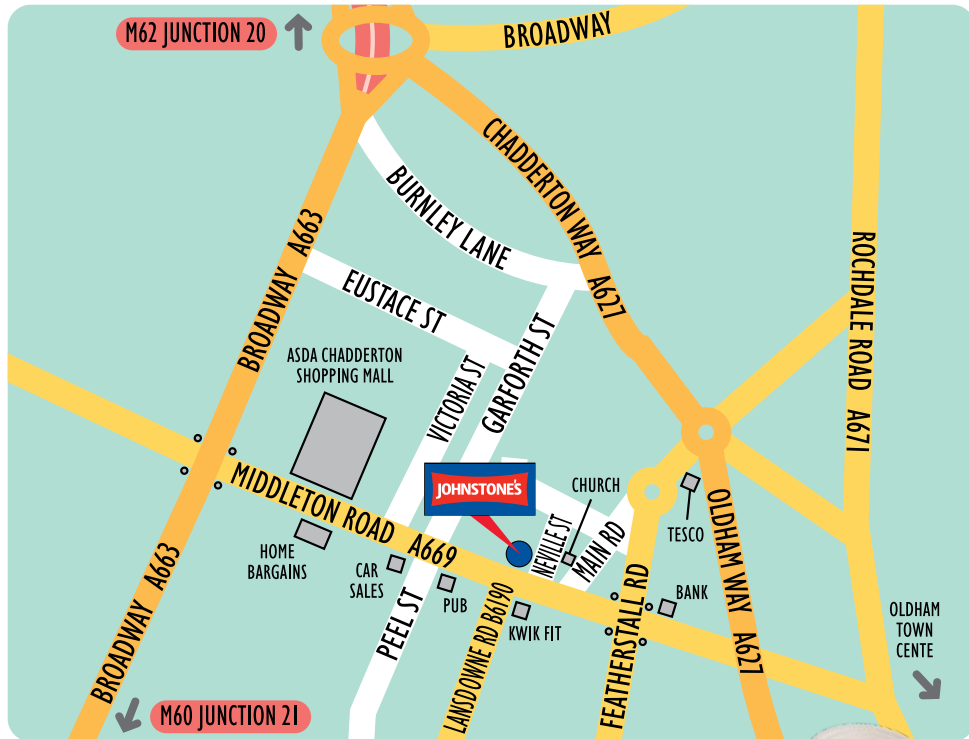 M62 JUNCTION 20
BROADWAY
CHADDERTON WAY A627
BURNLEY LANE
BROADWAY A663
EUSTACE ST
ROCHDALE ROAD A671
GARFORTH ST
VICTORIA ST
ASDA CHADDERTON
SHOPPING MALL
MIDDLETON ROAD A669
JOHNSTONE'S
CHURCH
NEVILLE ST
MAIN RD
TESCO
OLDHAM WAY A627
HOME
BARGAINS
CAR
SALES
PUB
KWIK FIT
BANK
PEEL ST
LANSDOWNE RD B6190
FEATHERSTALL RD
BROADWAY A663
OLDHAM
TOWN
CENTE
M60 JUNCTION 21